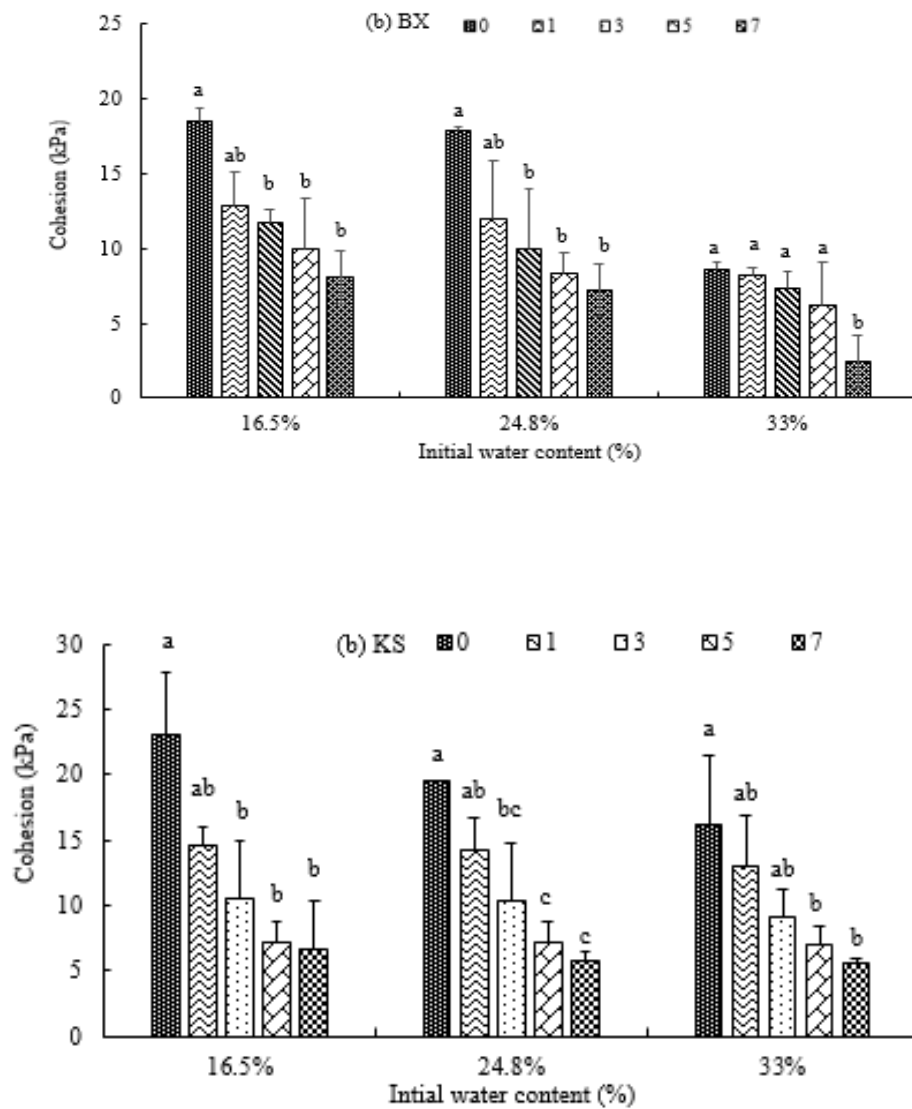 (b) BX 0 1 3 5 7
25
20
15
10
5
0
Cohesion (kPa)
a ab b b b
a ab b b b
a a a a b
16.5% 24.8% 33%
Initial water content (%)
(b) KS 0 1 3 5 7
30
25
20
15
10
5
0
Cohesion (kPa)
a ab b b b
a ab bc c c
a ab ab b b
16.5% 24.8% 33%
Intial water content (%)